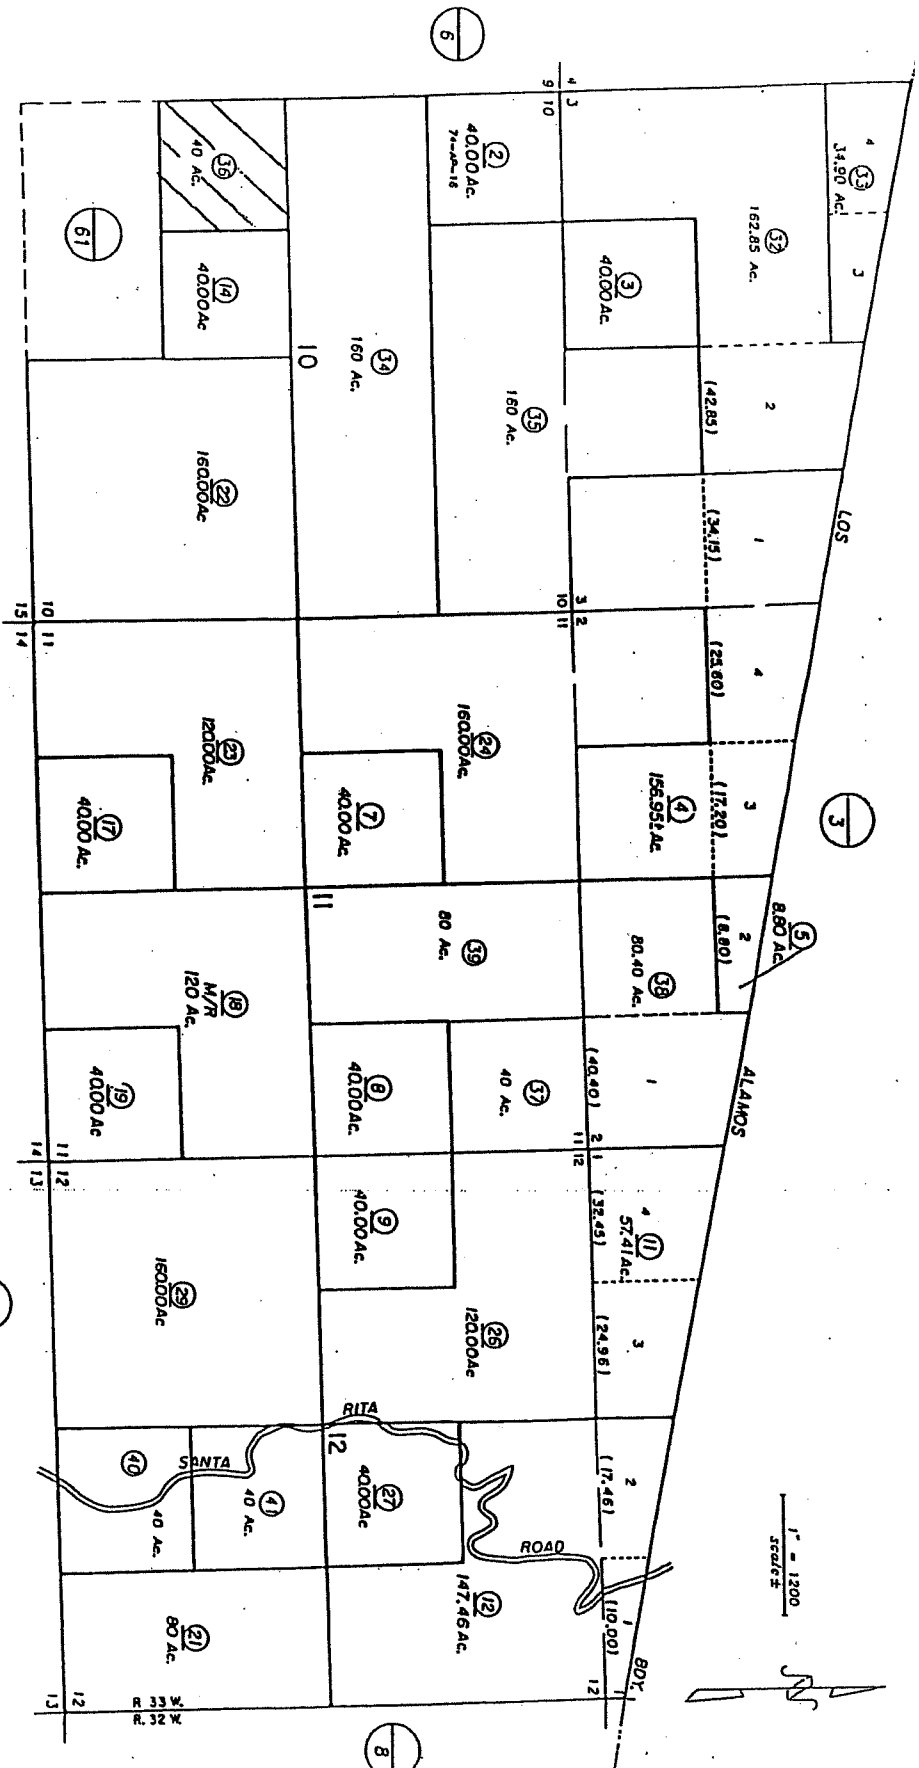 6
9 | 4
10 | 3
4
33
34.90 Ac.
3
32
162.85 Ac.
2
40.00 Ac.
3
40.00 Ac.
36
40 Ac.
61
14
40.00 Ac
10
34
160 Ac.
35
160 Ac.
(42.85)
2
22
160.00 Ac
(34.15)
1
LOS
15 | 10
14 | 11
10 | 3
11 | 2
(25.60)
4
23
120.00 Ac.
24
160.00 Ac.
17
40.00 Ac.
7
40.00 Ac.
4
156.95± Ac.
(17.20)
3
3
11
39
80 Ac.
38
80.40 Ac.
(8.80)
2
5
8.80 Ac.
18
M/R
120 Ac.
19
40.00 Ac
8
40.00 Ac.
37
40 Ac.
(40.40)
1
ALAMOS
14 | 11
13 | 12
11 | 2
12 | 1
9
40.00 Ac.
(32.45)
4
11
57.41 Ac.
29
160.00 Ac
26
120.00 Ac
(24.96)
3
RITA
SANTA
ROAD
12
40
40 Ac.
41
40 Ac.
27
40.00 Ac
(17.46)
2
1" = 1200
scale ±
21
80 Ac.
12
147.46 Ac.
(10.00)
1
BDY.
13 | 12
R 33 W.
R. 32 W.
12 | 1
8